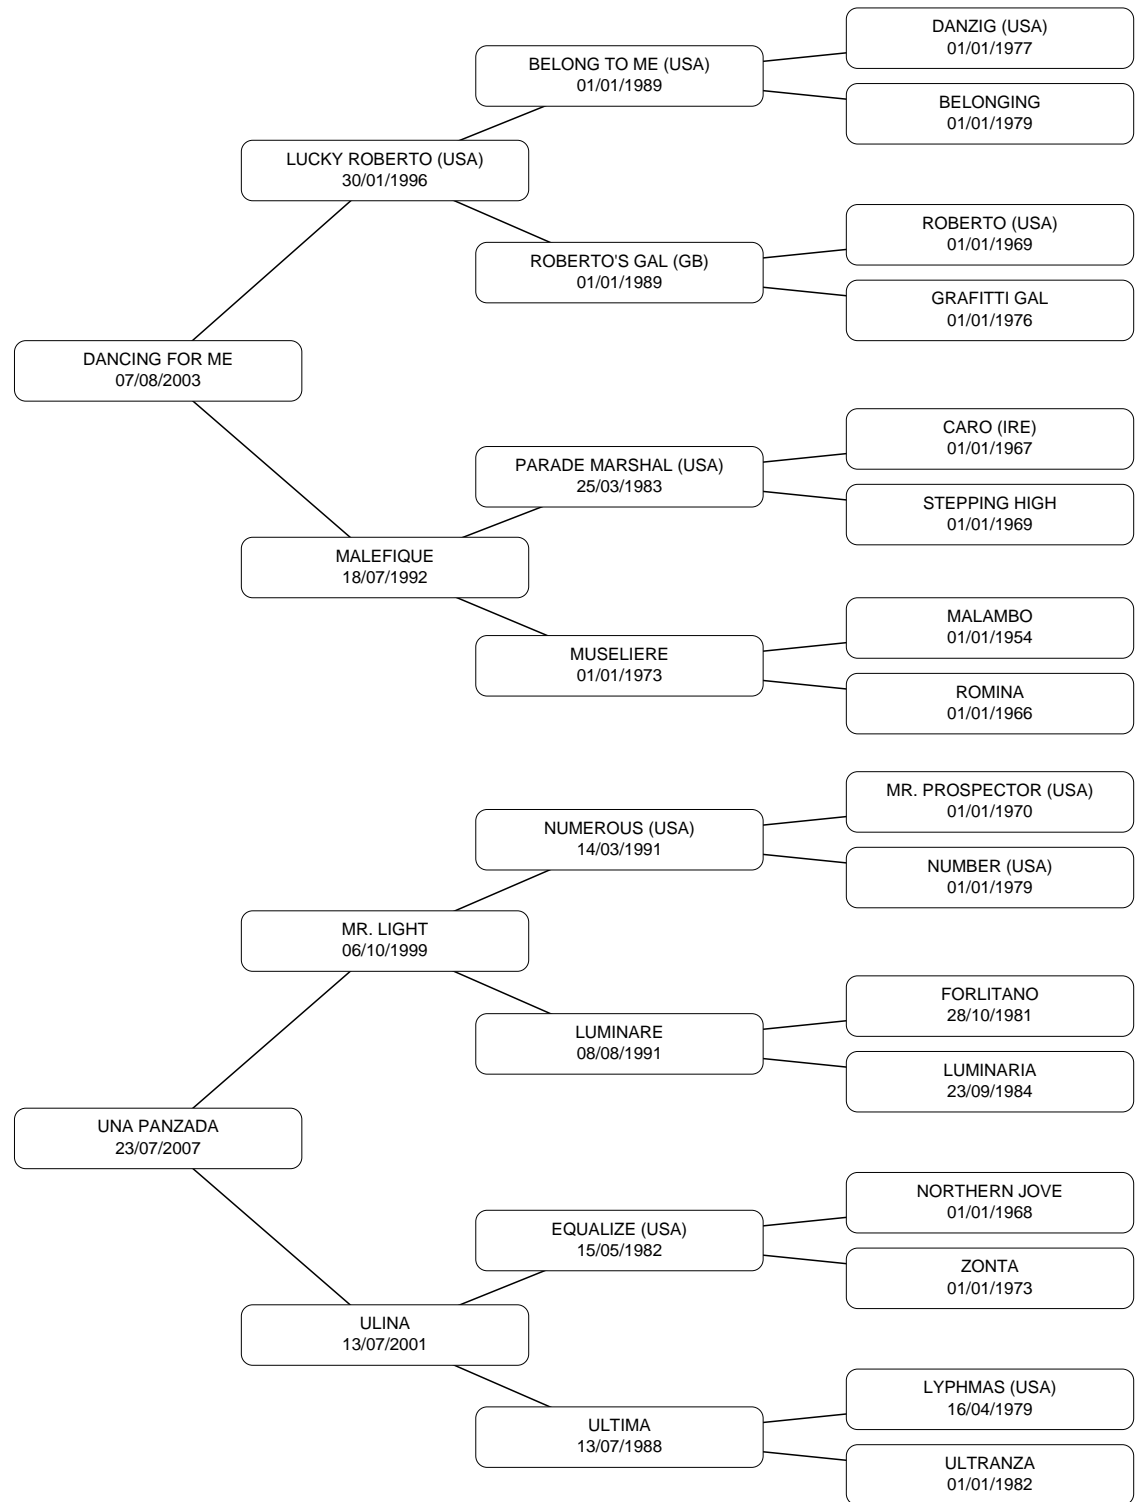 DANZIG (USA)
01/01/1977
BELONG TO ME (USA)
01/01/1989
BELONGING
01/01/1979
LUCKY ROBERTO (USA)
30/01/1996
ROBERTO (USA)
01/01/1969
ROBERTO'S GAL (GB)
01/01/1989
GRAFITTI GAL
01/01/1976
DANCING FOR ME
07/08/2003
CARO (IRE)
01/01/1967
PARADE MARSHAL (USA)
25/03/1983
STEPPING HIGH
01/01/1969
MALEFIQUE
18/07/1992
MALAMBO
01/01/1954
MUSELIERE
01/01/1973
ROMINA
01/01/1966
MR. PROSPECTOR (USA)
01/01/1970
NUMEROUS (USA)
14/03/1991
NUMBER (USA)
01/01/1979
MR. LIGHT
06/10/1999
FORLITANO
28/10/1981
LUMINARE
08/08/1991
LUMINARIA
23/09/1984
UNA PANZADA
23/07/2007
NORTHERN JOVE
01/01/1968
EQUALIZE (USA)
15/05/1982
ZONTA
01/01/1973
ULINA
13/07/2001
LYPHMAS (USA)
16/04/1979
ULTIMA
13/07/1988
ULTRANZA
01/01/1982